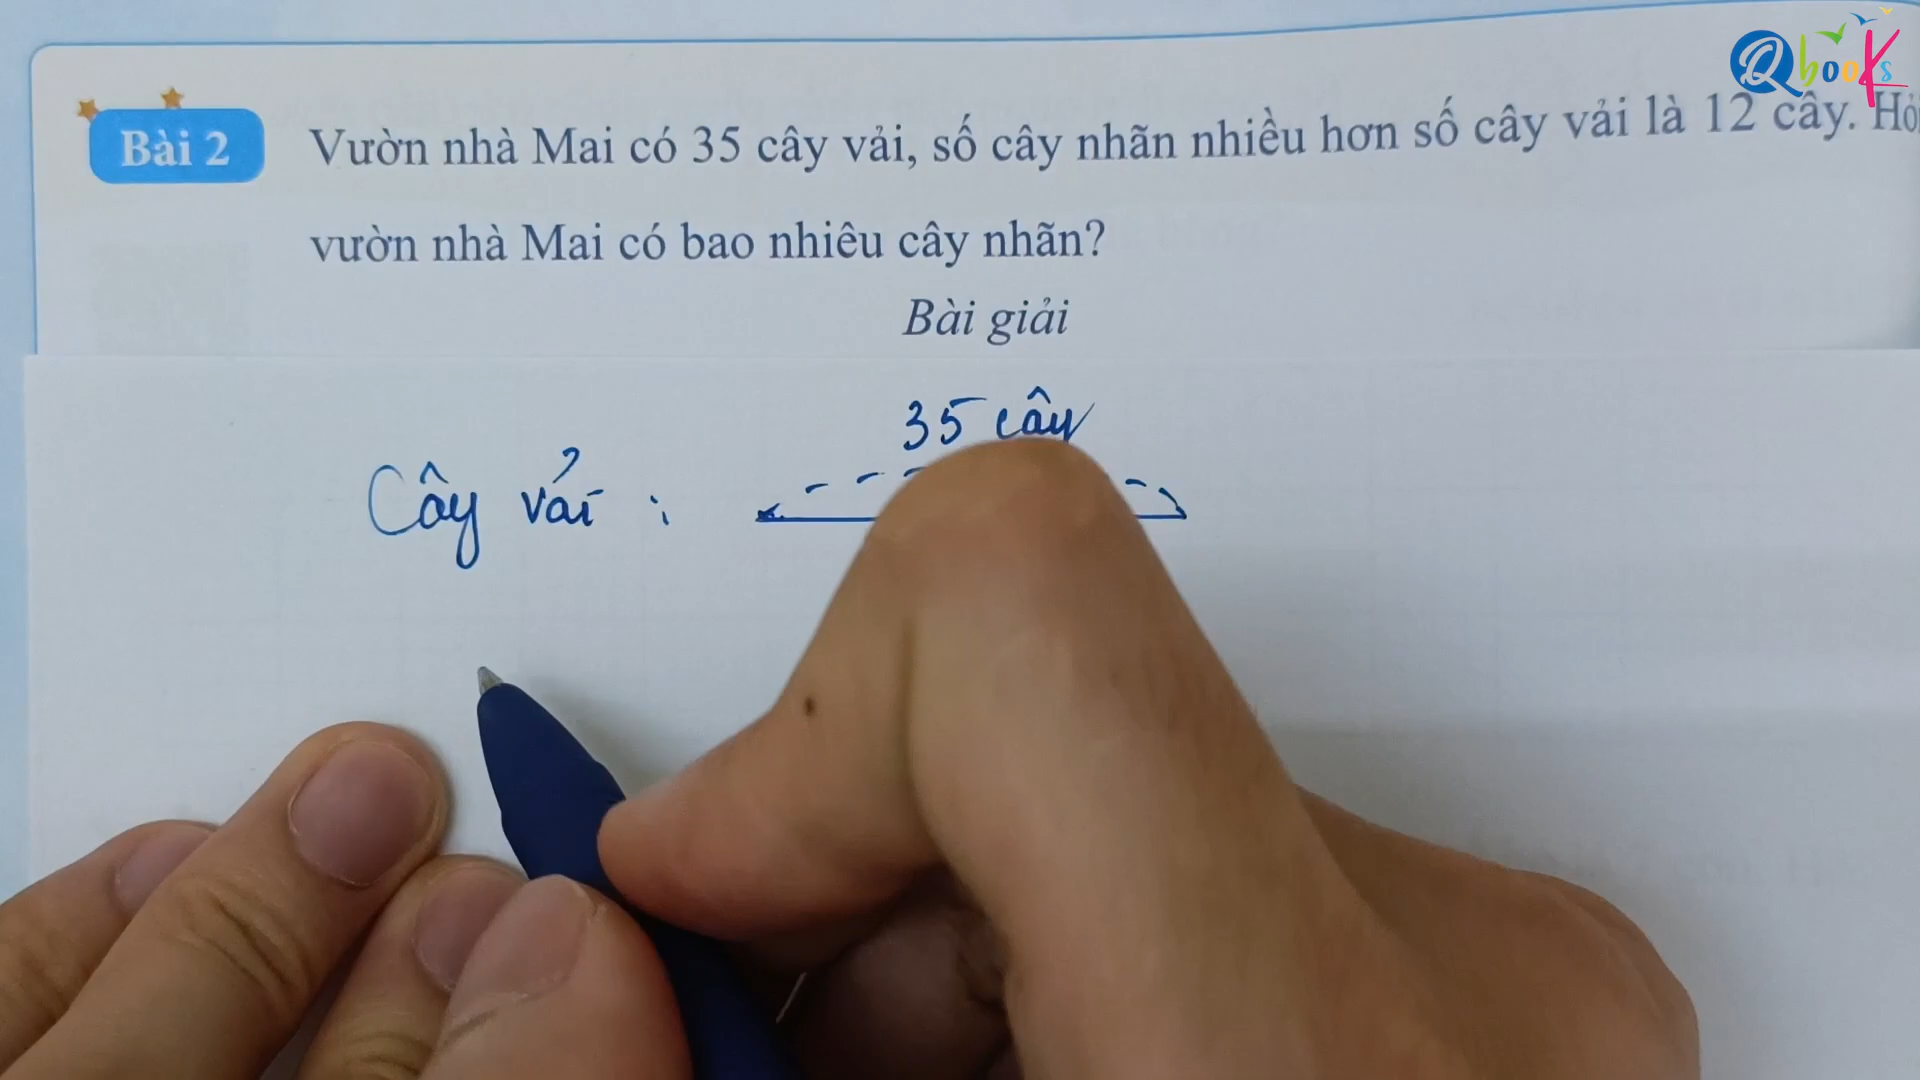 Qbooks
Bài 2
Vườn nhà Mai có 35 cây vải, số cây nhãn nhiều hơn số cây vải là 12 cây. Hỏi
vườn nhà Mai có bao nhiêu cây nhãn?
Bài giải
35 cây
Cây vải :